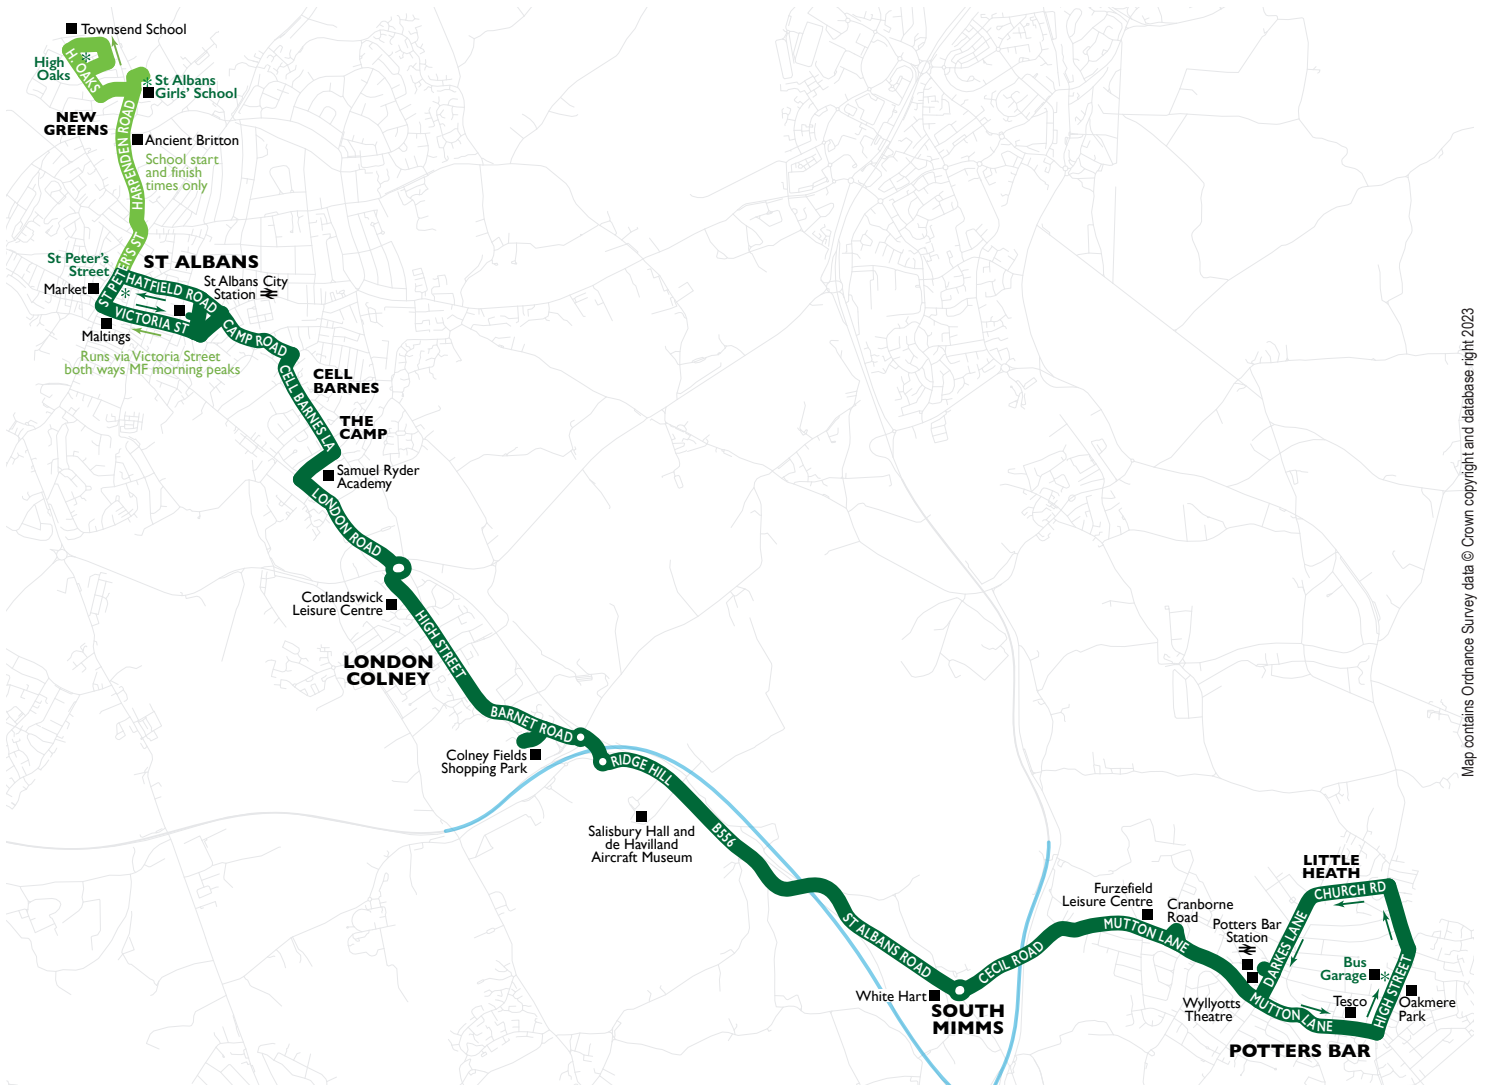 Townsend School
High
Oaks
H. OAKS
St Albans
Girls' School
NEW
GREENS
HARPENDEN ROAD
Ancient Britton
School start
and finish
times only
St Peter's
Street
ST PETER'S ST
ST ALBANS
Market
HATFIELD ROAD
St Albans City
Station
VICTORIA ST
Maltings
Runs via Victoria Street
both ways MF morning peaks
CAMP ROAD
CELL
BARNES
CELL BARNES LA
THE
CAMP
Samuel Ryder
Academy
LONDON ROAD
Cotlandswick
Leisure Centre
HIGH STREET
LONDON
COLNEY
BARNET ROAD
Colney Fields
Shopping Park
RIDGE HILL
Salisbury Hall and
de Havilland
Aircraft Museum
B556
ST ALBANS ROAD
White Hart
SOUTH
MIMMS
CECIL ROAD
Furzefield
Leisure Centre
MUTTON LANE
Cranborne
Road
Potters Bar
Station
LITTLE
HEATH
CHURCH RD
DARKES LANE
Bus
Garage
HIGH STREET
Wyllyotts
Theatre
MUTTON LANE
Tesco
Oakmere
Park
POTTERS BAR
Map contains Ordnance Survey data © Crown copyright and database right 2023